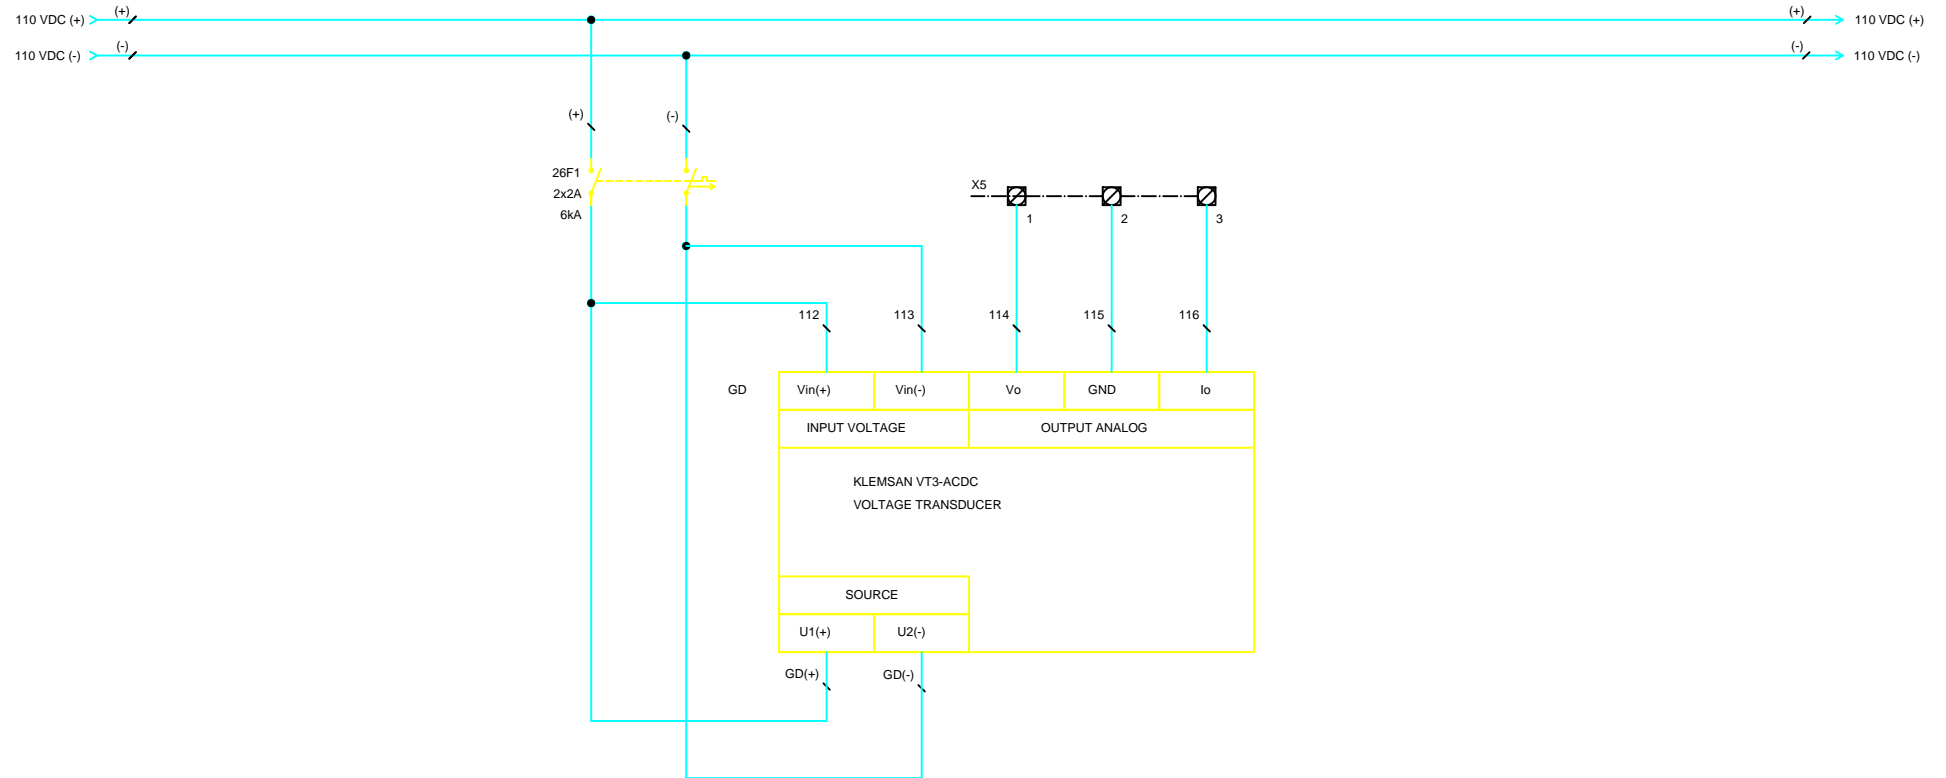 110 VDC (+)
(+)
(+)
110 VDC (+)
110 VDC (-)
(-)
(-)
110 VDC (-)
(+)
(-)
26F1
2x2A
6kA
X5
1
2
3
112
113
114
115
116
GD
Vin(+)
Vin(-)
Vo
GND
Io
INPUT VOLTAGE
OUTPUT ANALOG
KLEMSAN VT3-ACDC
VOLTAGE TRANSDUCER
SOURCE
U1(+)
U2(-)
GD(+)
GD(-)